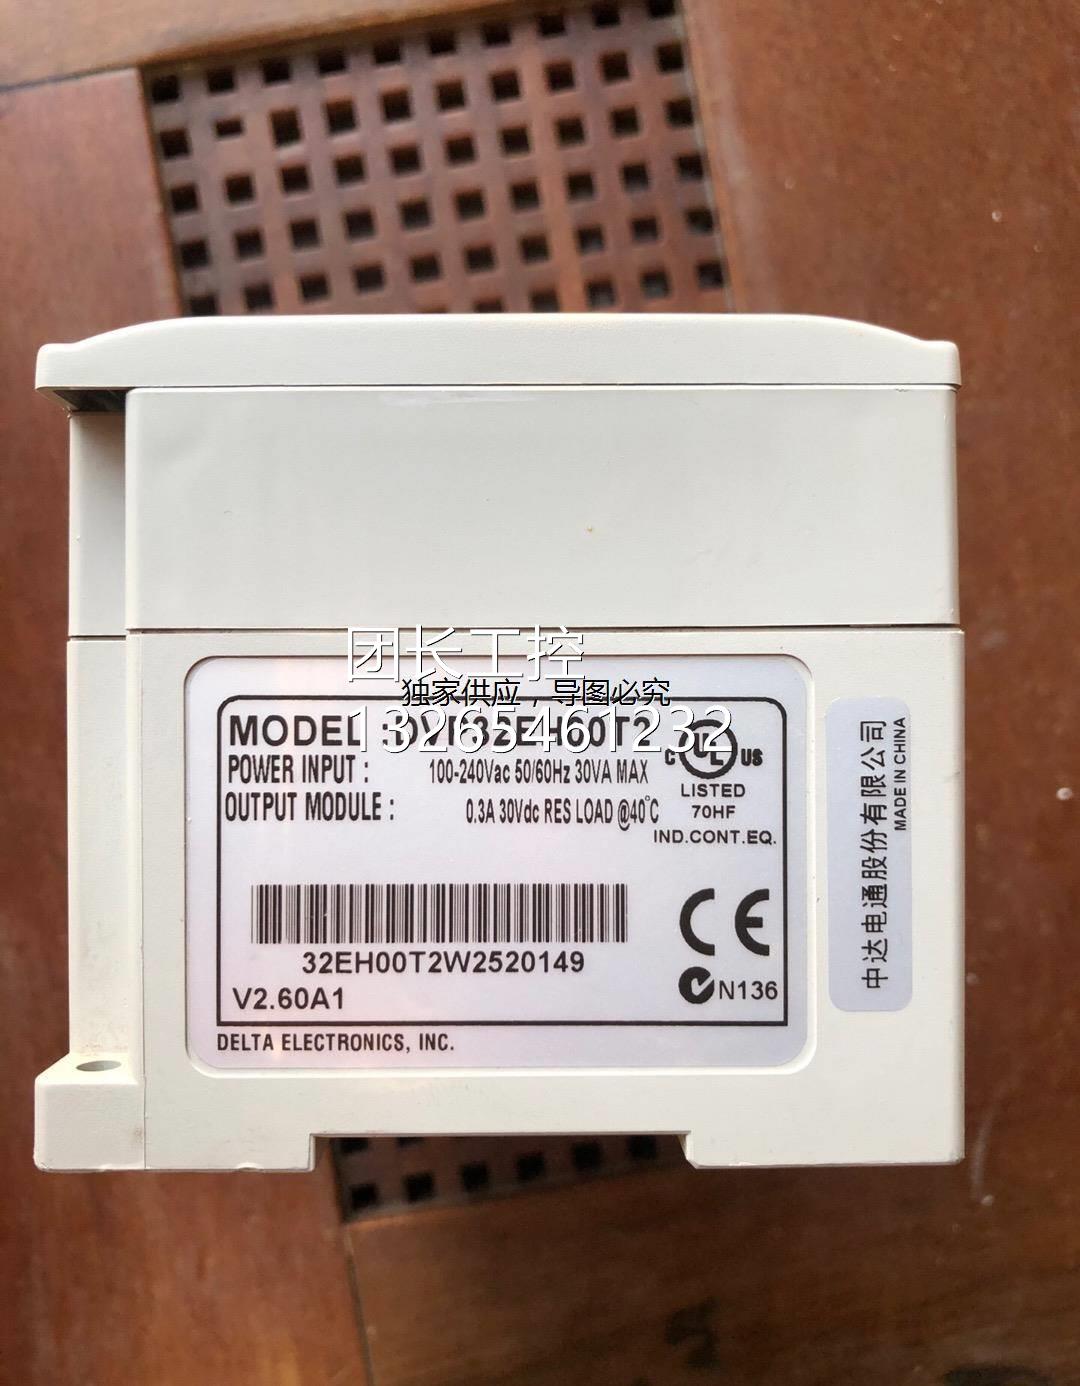 团长工控
独家供应，导图必究
13265461232
MODEL : DVP32EH00T2
POWER INPUT : 100-240Vac 50/60Hz 30VA MAX
OUTPUT MODULE : 0.3A 30Vdc RES LOAD @40°C
C UL US
LISTED
70HF
IND.CONT.EQ.
32EH00T2W2520149
V2.60A1
CE
N136
DELTA ELECTRONICS, INC.
中达电通股份有限公司
MADE IN CHINA